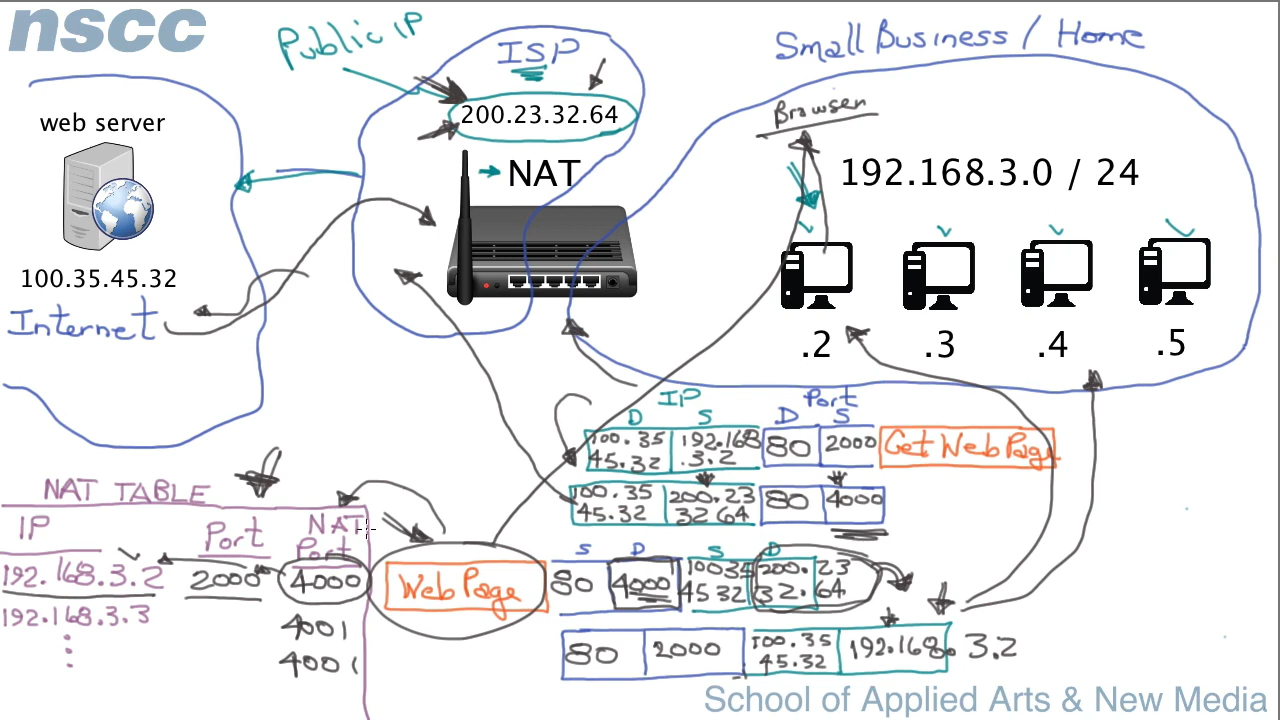 nscc
Public IP
ISP
Small Business / Home
200.23.32.64
Browser
web server
NAT
192.168.3.0 / 24
100.35.45.32
Internet
.2
.3
.4
.5
IP
Port
D S D S
100.35 45.32 192.168 .3.2 80 2000 Get Web Page
100.35 45.32 200.23 32 64 80 4000
NAT TABLE
IP Port NAT Port
192.168.3.2 2000 4000
192.168.3.3
4001
4001
S D S D
Web Page 80 4000 100 35 45 32 200.23 32.64
80 2000 100.35 45.32 192.168. 3.2
School of Applied Arts & New Media